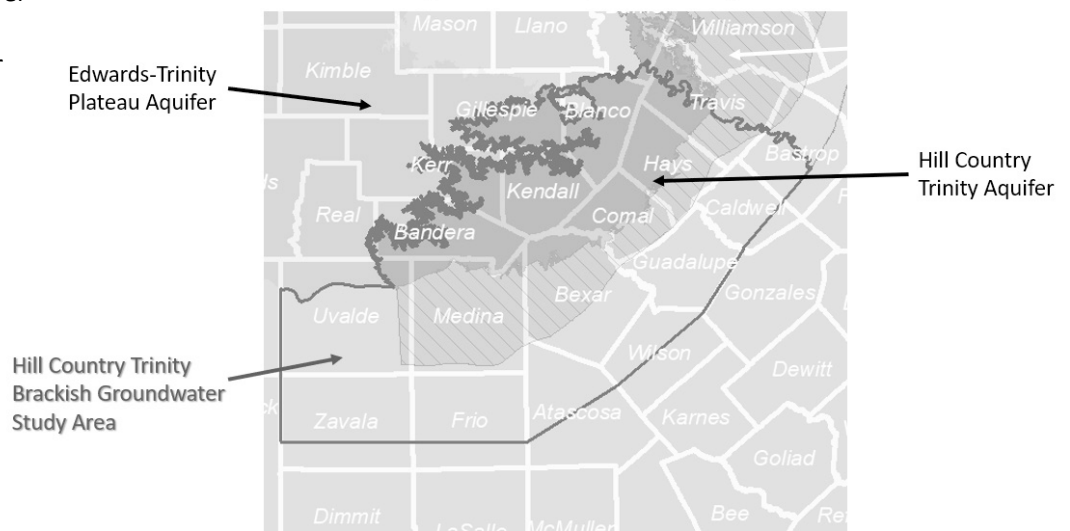 Mason
Llano
Williamson
Kimble
Edwards-Trinity
Plateau Aquifer
Gillespie
Blanco
Travis
Kerr
Hays
Bastrop
Hill Country
Trinity Aquifer
Kendall
Real
Comal
Caldwell
Bandera
Guadalupe
Bexar
Gonzales
Uvalde
Medina
Wilson
Hill Country Trinity
Brackish Groundwater
Study Area
Dewitt
Zavala
Frio
Atascosa
Karnes
Goliad
Dimmit
Bee